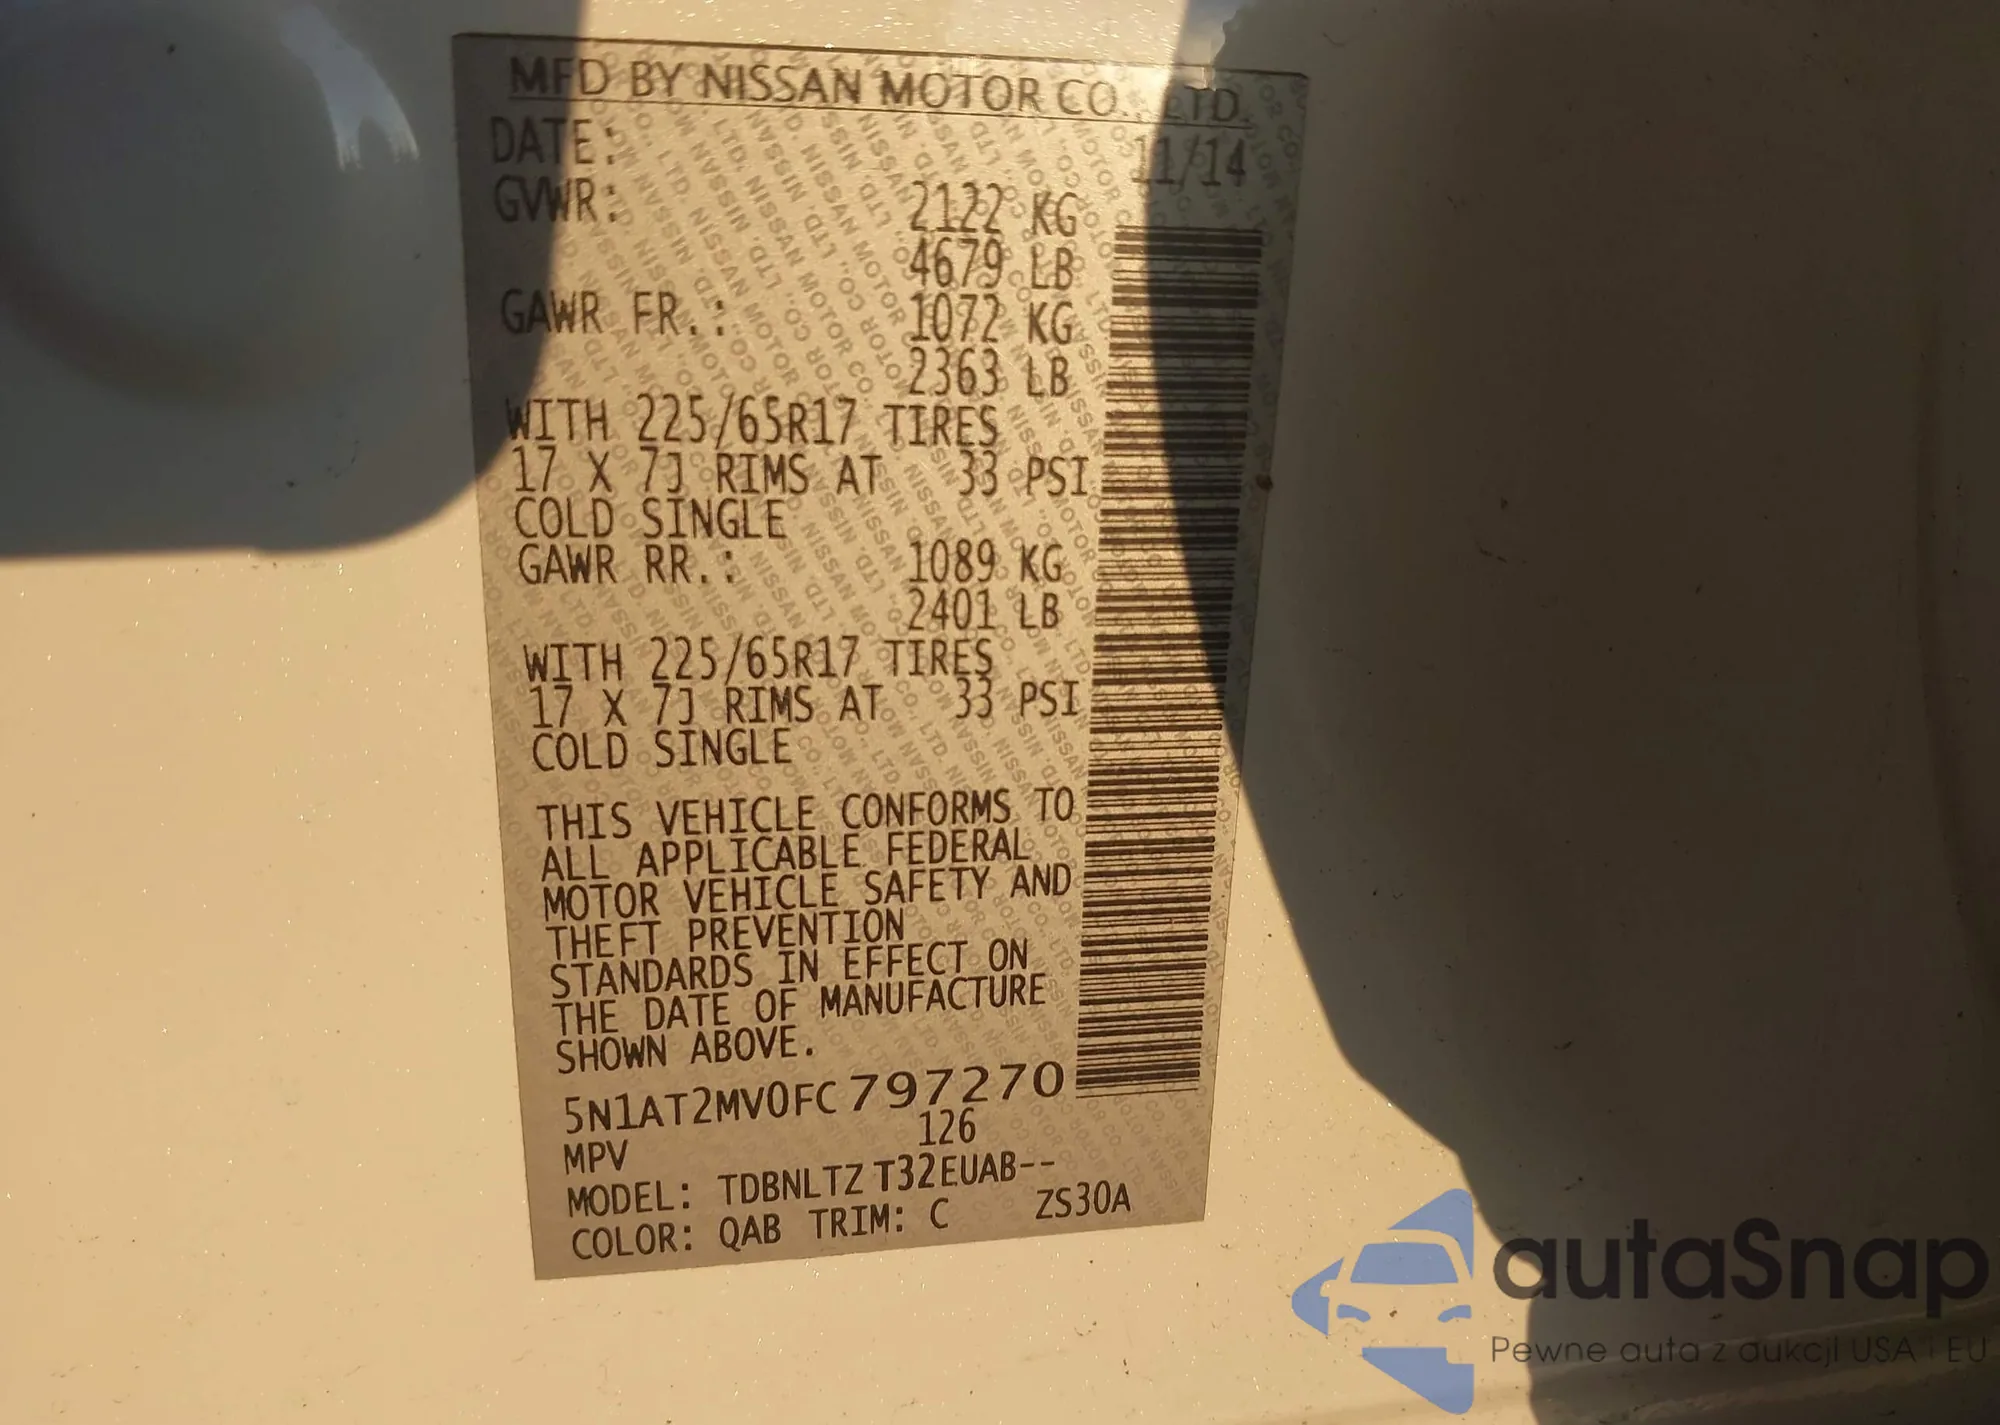 MFD BY NISSAN MOTOR CO., LTD.
DATE: 11/14
GVWR: 2122 KG
4679 LB
GAWR FR.: 1072 KG
2363 LB
WITH 225/65R17 TIRES
17 X 7J RIMS AT 33 PSI
COLD SINGLE
GAWR RR.: 1089 KG
2401 LB
WITH 225/65R17 TIRES
17 X 7J RIMS AT 33 PSI
COLD SINGLE
THIS VEHICLE CONFORMS TO
ALL APPLICABLE FEDERAL
MOTOR VEHICLE SAFETY AND
THEFT PREVENTION
STANDARDS IN EFFECT ON
THE DATE OF MANUFACTURE
SHOWN ABOVE.
5N1AT2MV0FC797270
MPV 126
MODEL: TDBNLTZ T32EUAB--
COLOR: QAB TRIM: C ZS30A
autaSnap
Pewne auta z aukcji USA i EU